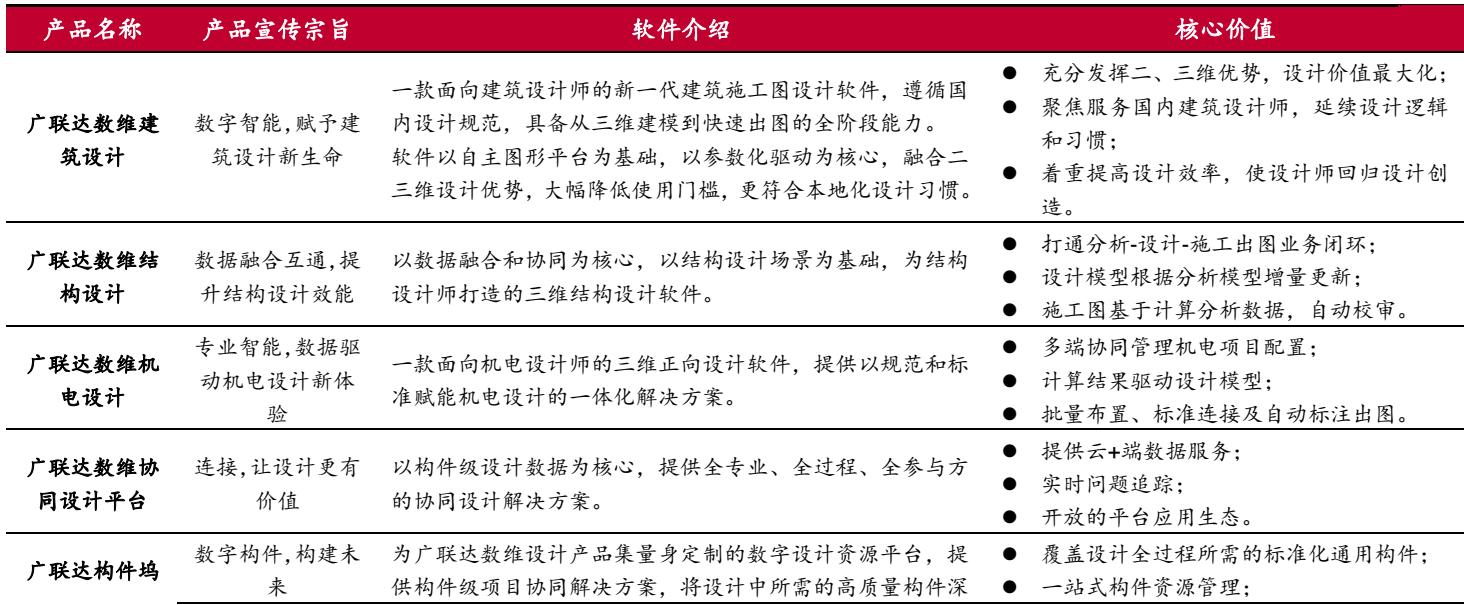 产品名称 产品宣传宗旨 软件介绍 核心价值
广联达数维建
筑设计
数字智能,赋予建
筑设计新生命
一款面向建筑设计师的新一代建筑施工图设计软件，遵循国
内设计规范，具备从三维建模到快速出图的全阶段能力。
软件以自主图形平台为基础，以参数化驱动为核心，融合二
三维设计优势，大幅降低使用门槛，更符合本地化设计习惯。
● 充分发挥二、三维优势，设计价值最大化；
● 聚焦服务国内建筑设计师，延续设计逻辑
和习惯；
● 着重提高设计效率，使设计师回归设计创
造。
广联达数维结
构设计
数据融合互通,提
升结构设计效能
以数据融合和协同为核心，以结构设计场景为基础，为结构
设计师打造的三维结构设计软件。
● 打通分析-设计-施工出图业务闭环；
● 设计模型根据分析模型增量更新；
● 施工图基于计算分析数据，自动校审。
广联达数维机
电设计
专业智能,数据驱
动机电设计新体
验
一款面向机电设计师的三维正向设计软件，提供以规范和标
准赋能机电设计的一体化解决方案。
● 多端协同管理机电项目配置；
● 计算结果驱动设计模型；
● 批量布置、标准连接及自动标注出图。
广联达数维协
同设计平台
连接,让设计更有
价值
以构件级设计数据为核心，提供全专业、全过程、全参与方
的协同设计解决方案。
● 提供云+端数据服务；
● 实时问题追踪；
● 开放的平台应用生态。
广联达构件坞
数字构件,构建未
来
为广联达数维设计产品集量身定制的数字设计资源平台，提
供构件级项目协同解决方案，将设计中所需的高质量构件深
● 覆盖设计全过程所需的标准化通用构件；
● 一站式构件资源管理；